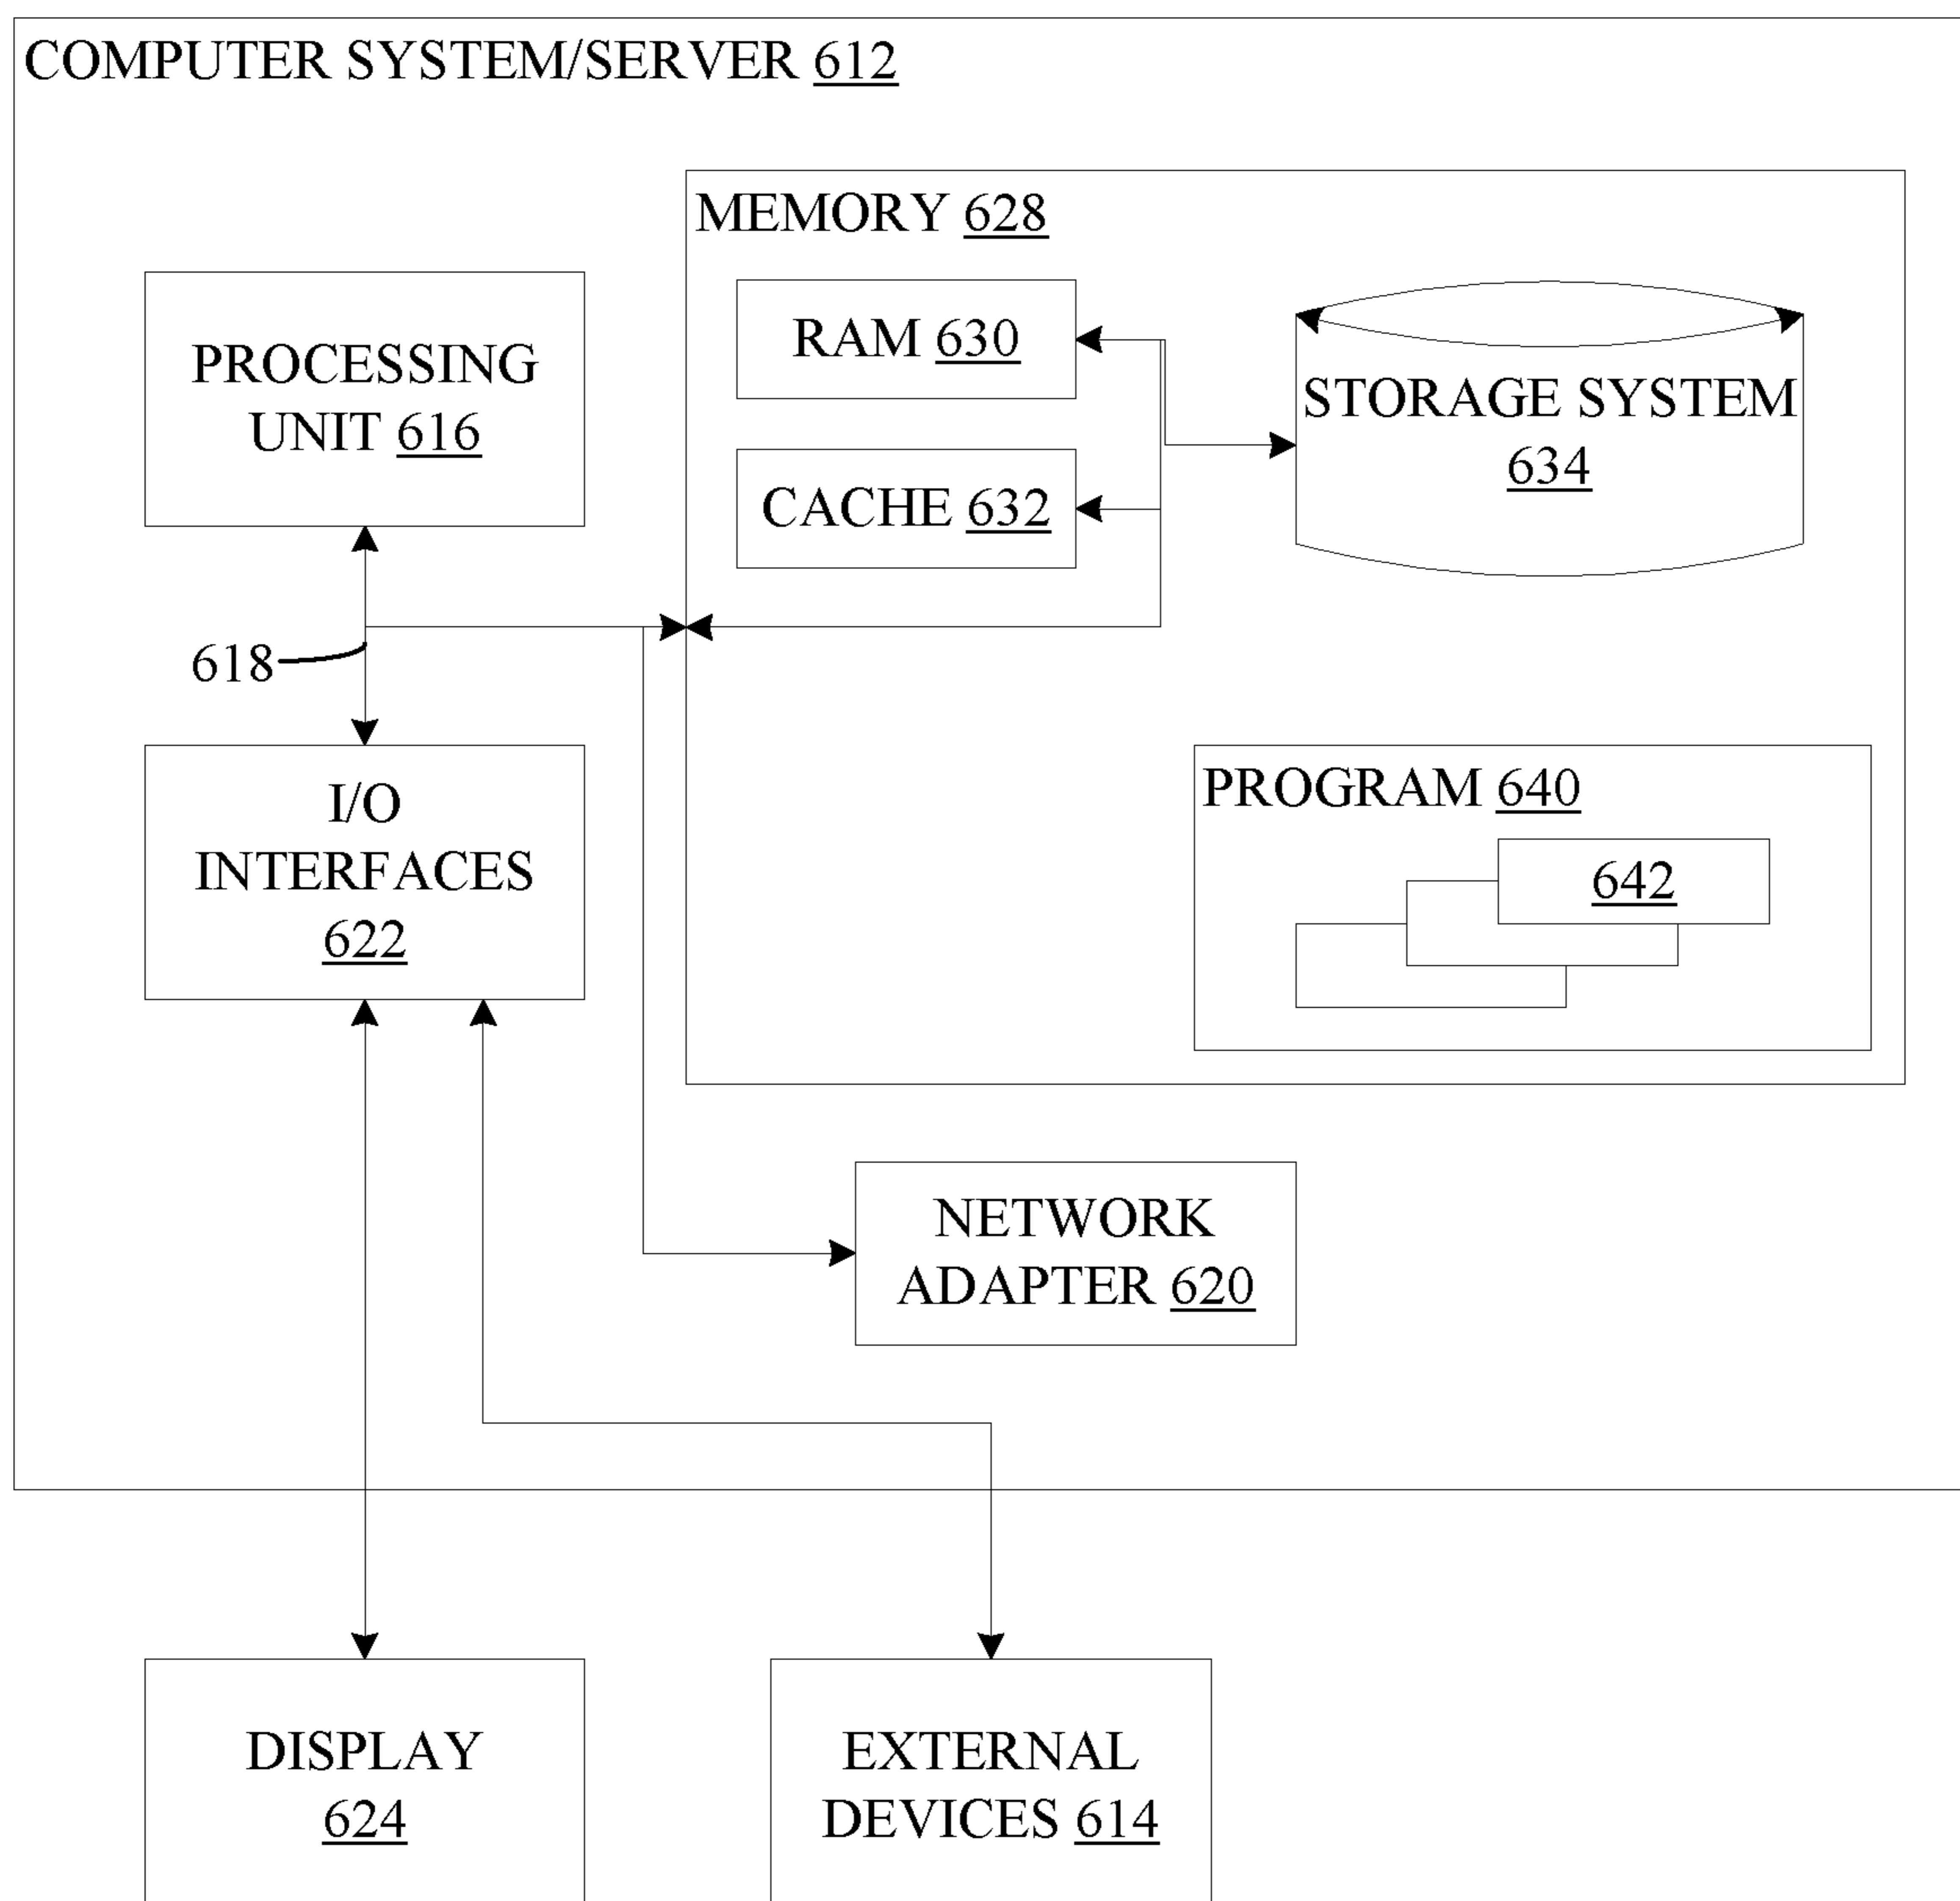 COMPUTER SYSTEM/SERVER 612
MEMORY 628
PROCESSING
UNIT 616
RAM 630
CACHE 632
STORAGE SYSTEM
634
618
I/O
INTERFACES
622
PROGRAM 640
642
NETWORK
ADAPTER 620
DISPLAY
624
EXTERNAL
DEVICES 614